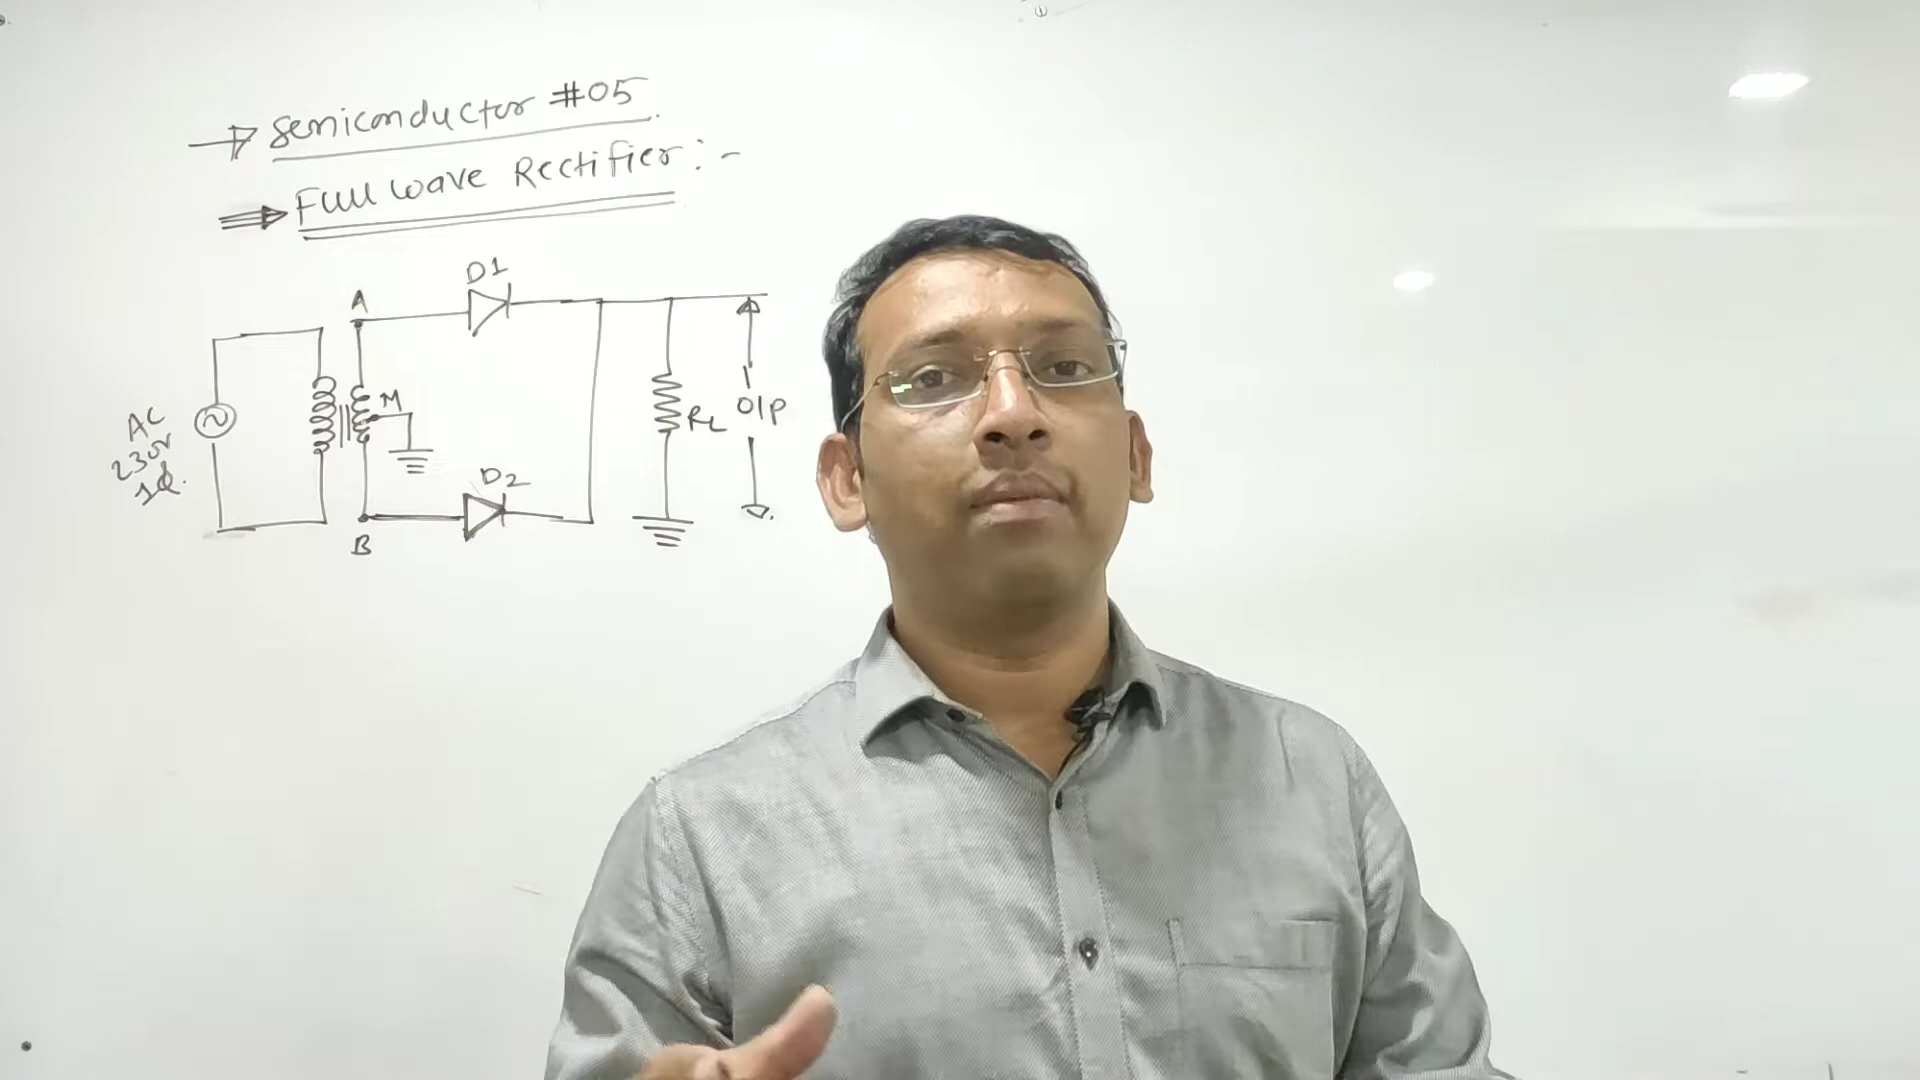 semiconductor #05
Full wave Rectifier:-
D1
A
M
AC
230V
1φ.
RL
O/P
D2
B